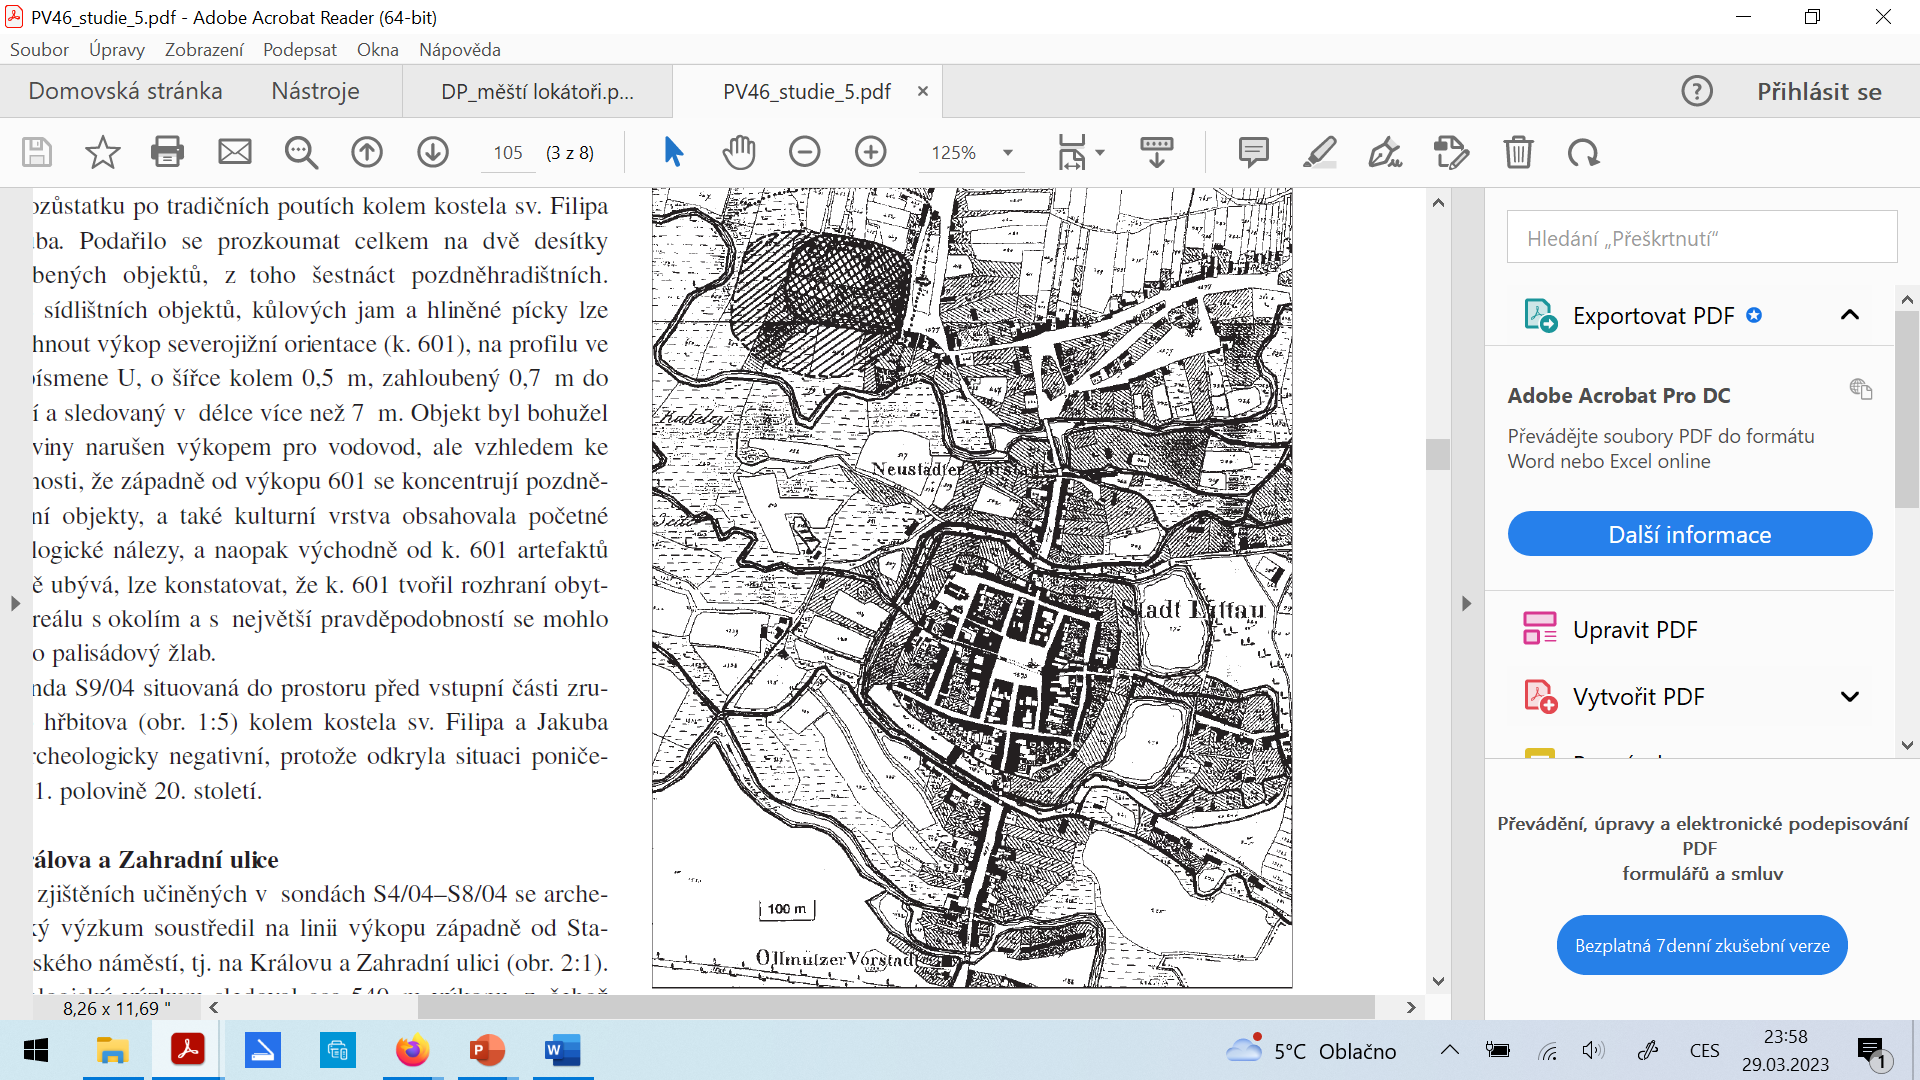 PV46_studie_5.pdf - Adobe Acrobat Reader (64-bit)
Soubor Úpravy Zobrazení Podepsat Okna Nápověda
Domovská stránka Nástroje DP_měští lokátoři.p... PV46_studie_5.pdf × ? Přihlásit se
105 (3 z 8) 125%
ozůstatku po tradičních poutích kolem kostela sv. Filipa
ba. Podařilo se prozkoumat celkem na dvě desítky
bených objektů, z toho šestnáct pozdněhradištních.
sídlištních objektů, kůlových jam a hliněné pícky lze
hnout výkop severojižní orientace (k. 601), na profilu ve
písmene U, o šířce kolem 0,5 m, zahloubený 0,7 m do
í a sledovaný v délce více než 7 m. Objekt byl bohužel
viny narušen výkopem pro vodovod, ale vzhledem ke
nosti, že západně od výkopu 601 se koncentrují pozdně-
ní objekty, a také kulturní vrstva obsahovala početné
logické nálezy, a naopak východně od k. 601 artefaktů
ě ubývá, lze konstatovat, že k. 601 tvořil rozhraní obyt-
reálu s okolím a s největší pravděpodobností se mohlo
o palisádový žlab.
nda S9/04 situovaná do prostoru před vstupní části zru-
hřbitova (obr. 1:5) kolem kostela sv. Filipa a Jakuba
rcheologicky negativní, protože odkryla situaci poniče-
1. polovině 20. století.
rálova a Zahradní ulice
zjištěních učiněných v sondách S4/04–S8/04 se arche-
ký výzkum soustředil na linii výkopu západně od Sta-
ského náměstí, tj. na Královu a Zahradní ulici (obr. 2:1).
Neustädter Vorstadt
Stadt Littau
100 m
Ollmützer Vorstadt
8,26 x 11,69 "
Hledání „Přeškrtnutí“
Exportovat PDF
Adobe Acrobat Pro DC
Převádějte soubory PDF do formátu
Word nebo Excel online
Další informace
Upravit PDF
Vytvořit PDF
Převádění, úpravy a elektronické podepisování
PDF
formulářů a smluv
Bezplatná 7denní zkušební verze
5°C Oblačno
CES
23:58
29.03.2023
1